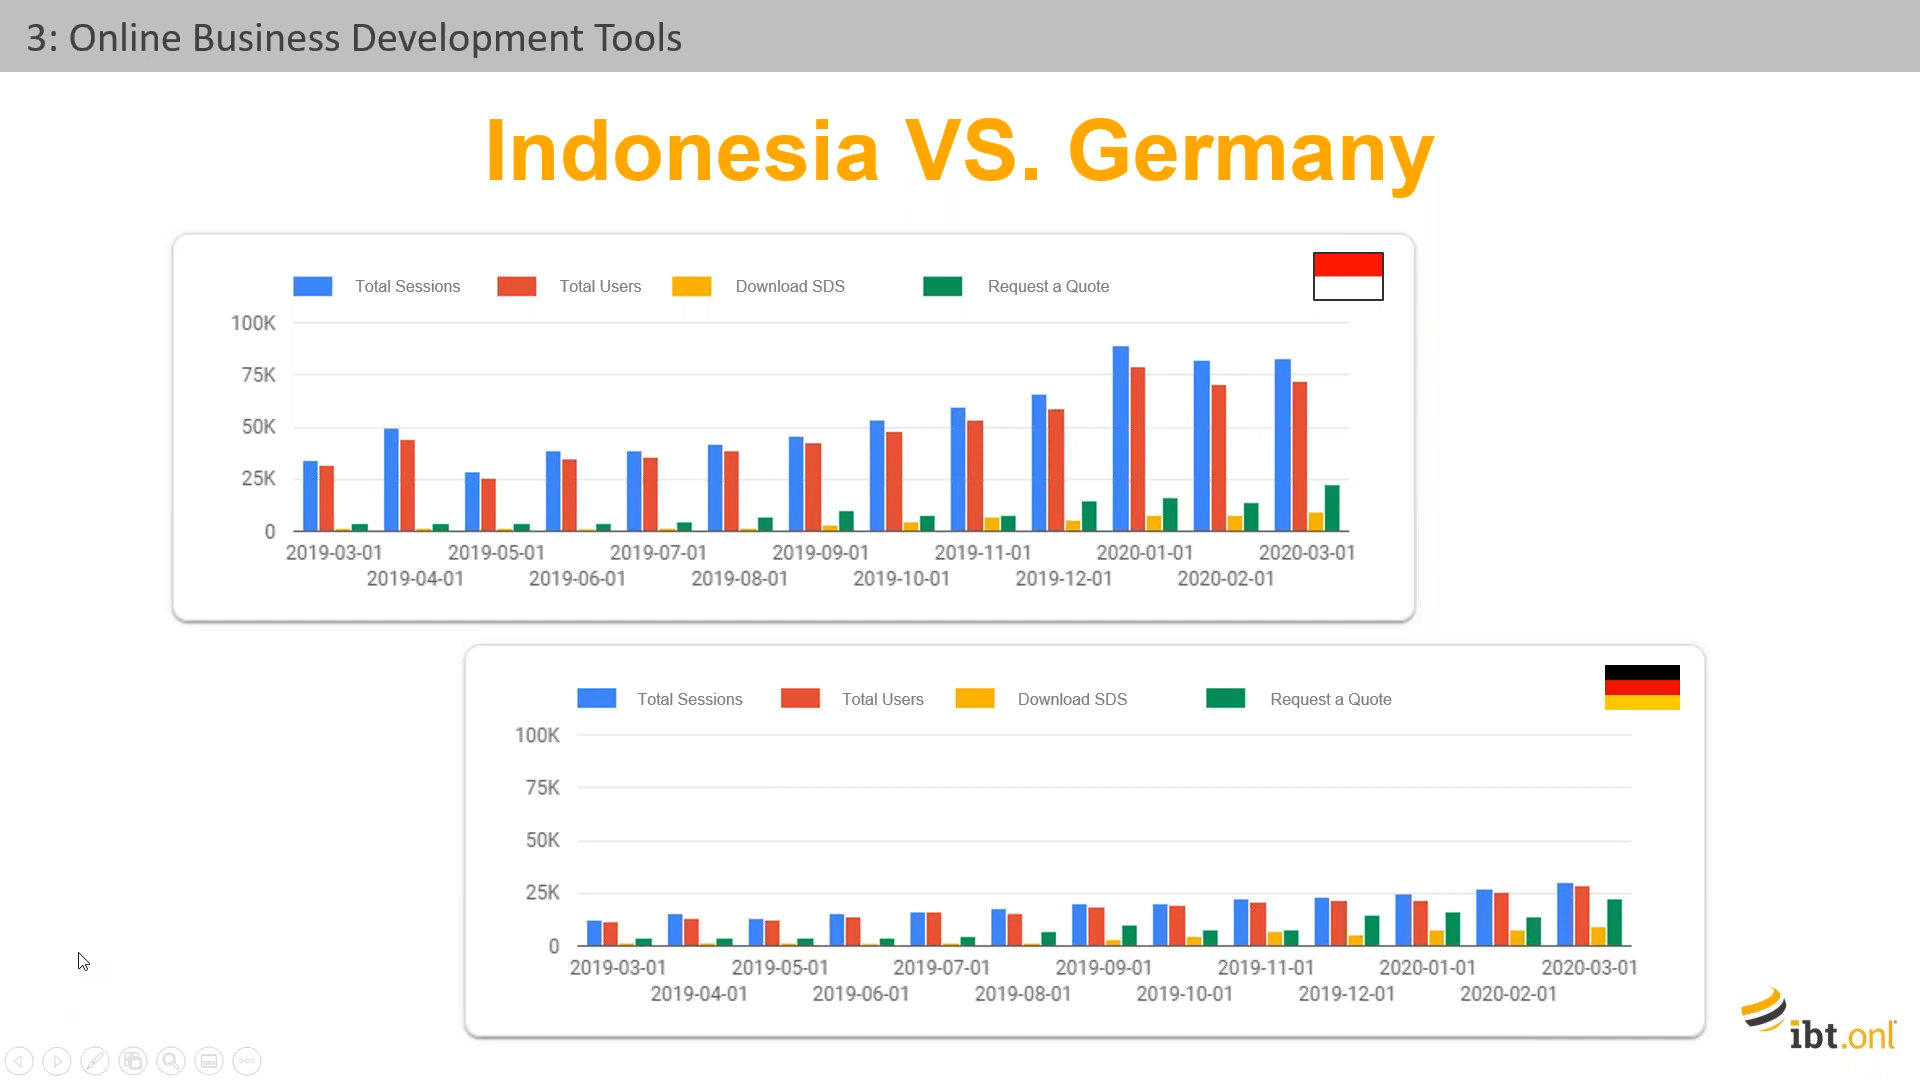 3: Online Business Development Tools
Indonesia VS. Germany
Total Sessions Total Users Download SDS Request a Quote
100K
75K
50K
25K
0
2019-03-01 2019-05-01 2019-07-01 2019-09-01 2019-11-01 2020-01-01 2020-03-01
2019-04-01 2019-06-01 2019-08-01 2019-10-01 2019-12-01 2020-02-01
Total Sessions Total Users Download SDS Request a Quote
100K
75K
50K
25K
0
2019-03-01 2019-05-01 2019-07-01 2019-09-01 2019-11-01 2020-01-01 2020-03-01
2019-04-01 2019-06-01 2019-08-01 2019-10-01 2019-12-01 2020-02-01
ibt.onl